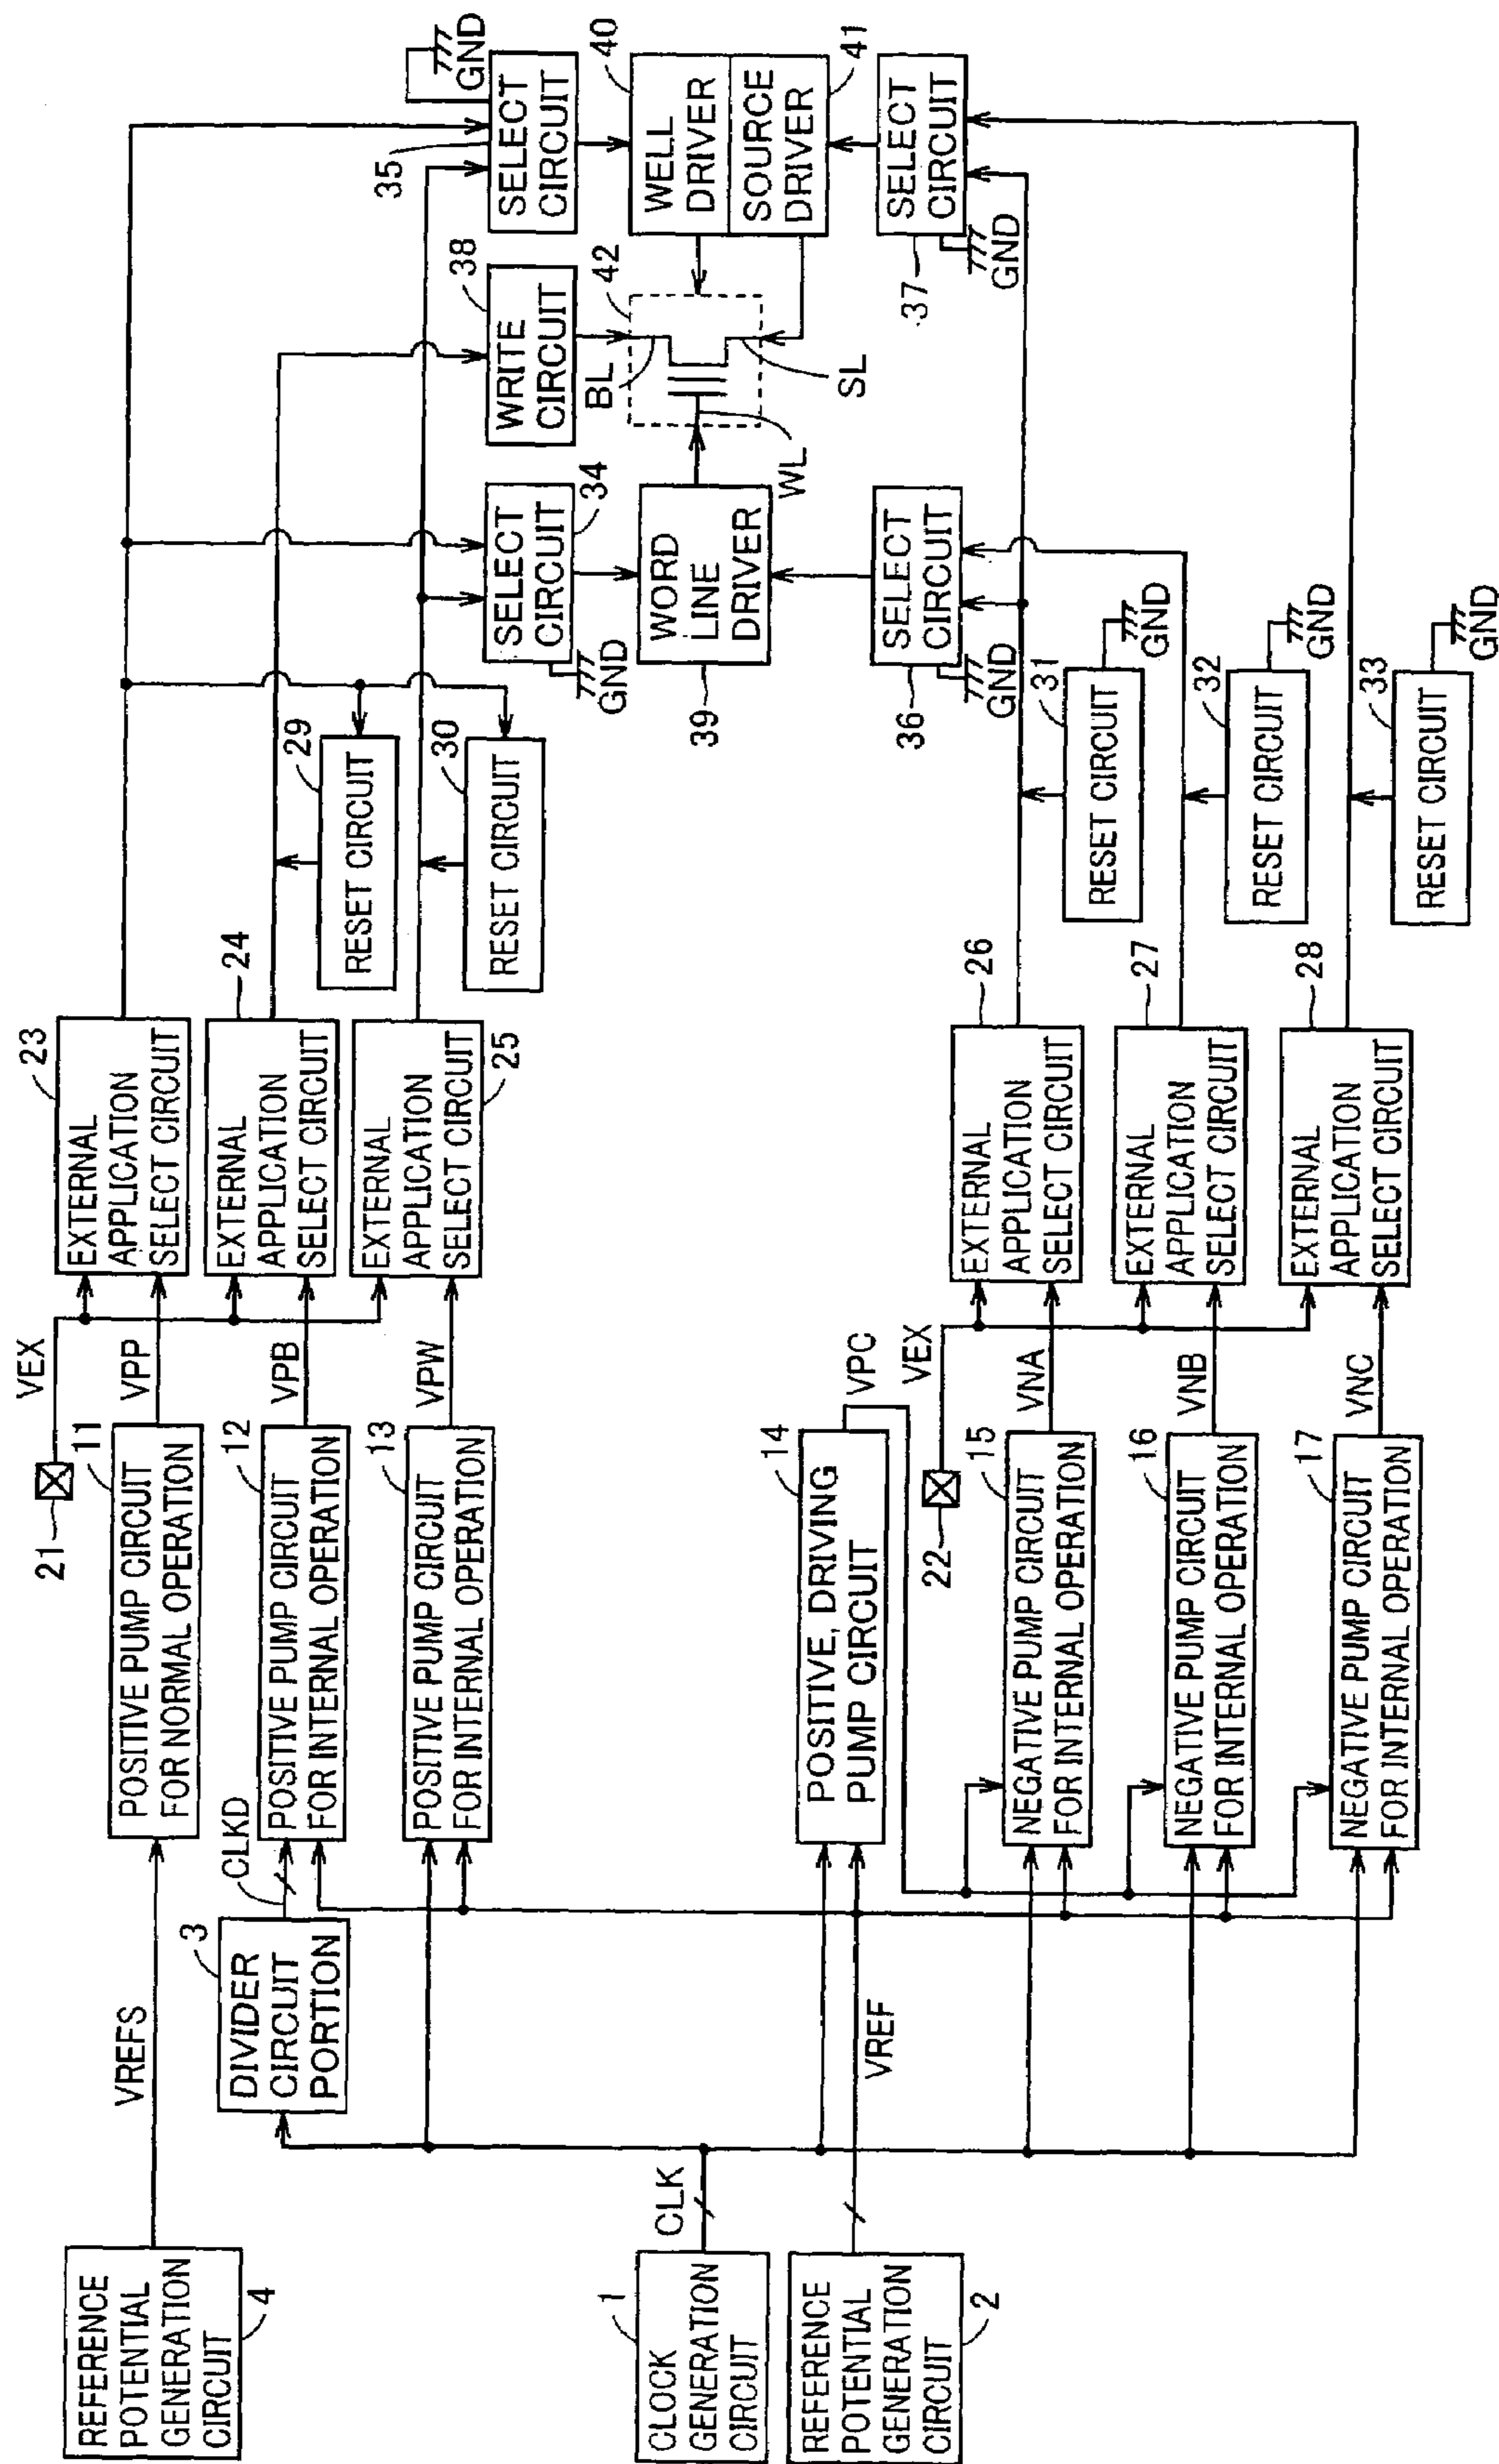 REFERENCE
POTENTIAL
GENERATION
CIRCUIT
4
VREFS
CLOCK
GENERATION
CIRCUIT
1
CLK
REFERENCE
POTENTIAL
GENERATION
CIRCUIT
2
VREF
DIVIDER
CIRCUIT
PORTION
3
CLKD
POSITIVE PUMP CIRCUIT
FOR NORMAL OPERATION
11
VPP
POSITIVE PUMP CIRCUIT
FOR INTERNAL OPERATION
12
VPB
POSITIVE PUMP CIRCUIT
FOR INTERNAL OPERATION
13
VPW
POSITIVE, DRIVING
PUMP CIRCUIT
14
VPC
NEGATIVE PUMP CIRCUIT
FOR INTERNAL OPERATION
15
VNA
NEGATIVE PUMP CIRCUIT
FOR INTERNAL OPERATION
16
VNB
NEGATIVE PUMP CIRCUIT
FOR INTERNAL OPERATION
17
VNC
21
VEX
22
VEX
EXTERNAL
APPLICATION
SELECT CIRCUIT
23
EXTERNAL
APPLICATION
SELECT CIRCUIT
24
EXTERNAL
APPLICATION
SELECT CIRCUIT
25
EXTERNAL
APPLICATION
SELECT CIRCUIT
26
EXTERNAL
APPLICATION
SELECT CIRCUIT
27
EXTERNAL
APPLICATION
SELECT CIRCUIT
28
RESET CIRCUIT
29
RESET CIRCUIT
30
RESET CIRCUIT
31
GND
RESET CIRCUIT
32
GND
RESET CIRCUIT
33
GND
SELECT
CIRCUIT
34
GND
WORD
LINE
DRIVER
39
SELECT
CIRCUIT
36
GND
WL
WRITE
CIRCUIT
38
BL
42
SL
SELECT
CIRCUIT
35
GND
WELL
DRIVER
40
SOURCE
DRIVER
41
SELECT
CIRCUIT
37
GND